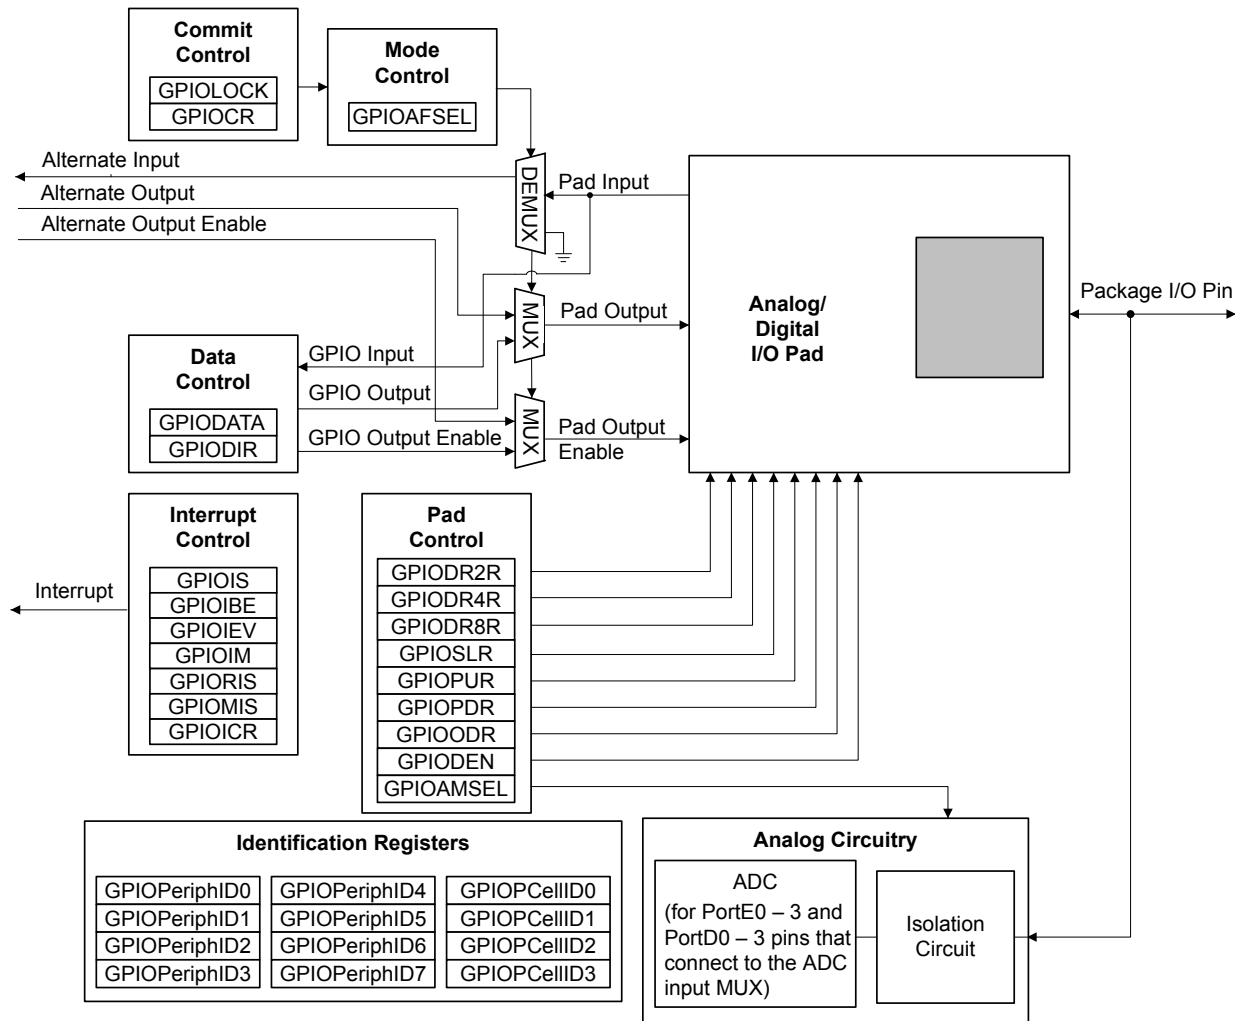 Commit
Control
GPIOLOCK
GPIOCR
Mode
Control
GPIOAFSEL
Alternate Input
Alternate Output
Alternate Output Enable
DEMUX
Pad Input
MUX
Pad Output
MUX
Pad Output
Enable
Analog/
Digital
I/O Pad
Package I/O Pin
Data
Control
GPIODATA
GPIODIR
GPIO Input
GPIO Output
GPIO Output Enable
Interrupt
Control
GPIOIS
GPIOIBE
GPIOIEV
GPIOIM
GPIORIS
GPIOMIS
GPIOICR
Interrupt
Pad
Control
GPIODR2R
GPIODR4R
GPIODR8R
GPIOSLR
GPIOPUR
GPIOPDR
GPIOODR
GPIODEN
GPIOAMSEL
Identification Registers
GPIOPeriphID0
GPIOPeriphID1
GPIOPeriphID2
GPIOPeriphID3
GPIOPeriphID4
GPIOPeriphID5
GPIOPeriphID6
GPIOPeriphID7
GPIOPCellID0
GPIOPCellID1
GPIOPCellID2
GPIOPCellID3
Analog Circuitry
ADC
(for PortE0 – 3 and
PortD0 – 3 pins that
connect to the ADC
input MUX)
Isolation
Circuit